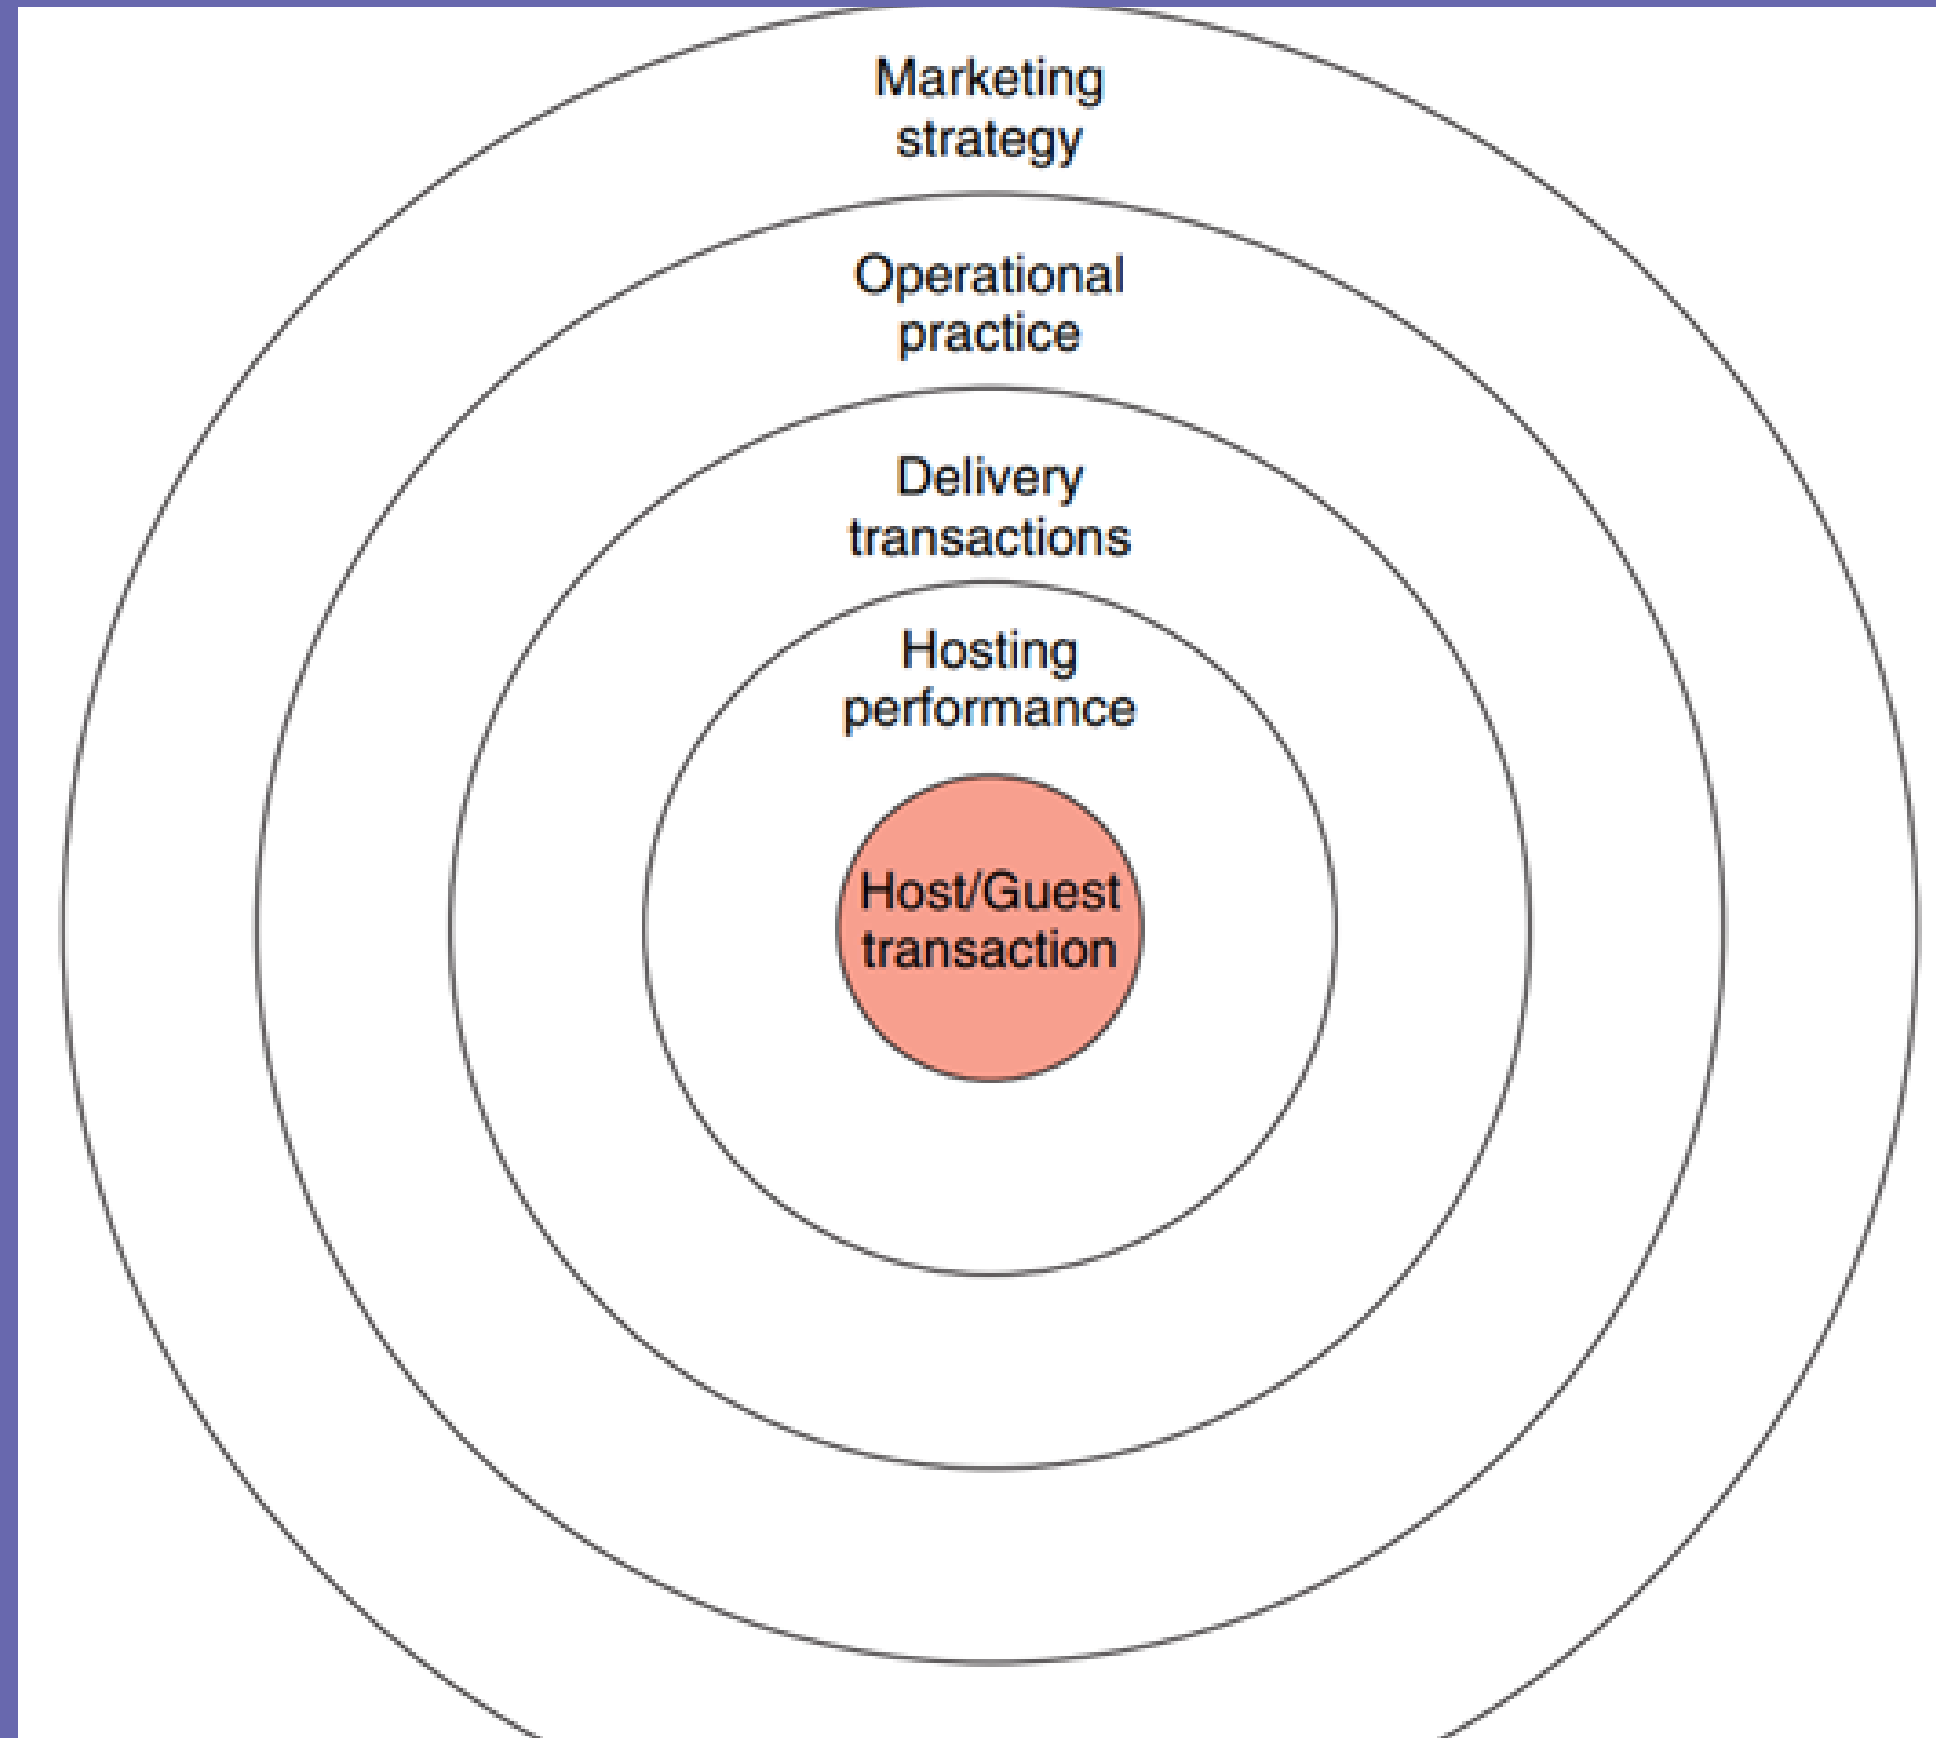 Marketing
strategy
Operational
practice
Delivery
transactions
Hosting
performance
Host/Guest
transaction